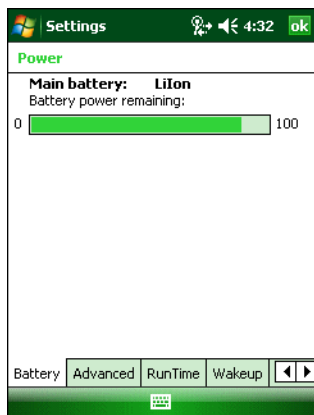 Settings 4:32 ok
Power
Main battery: LiIon
Battery power remaining:
0 100
Battery Advanced RunTime Wakeup